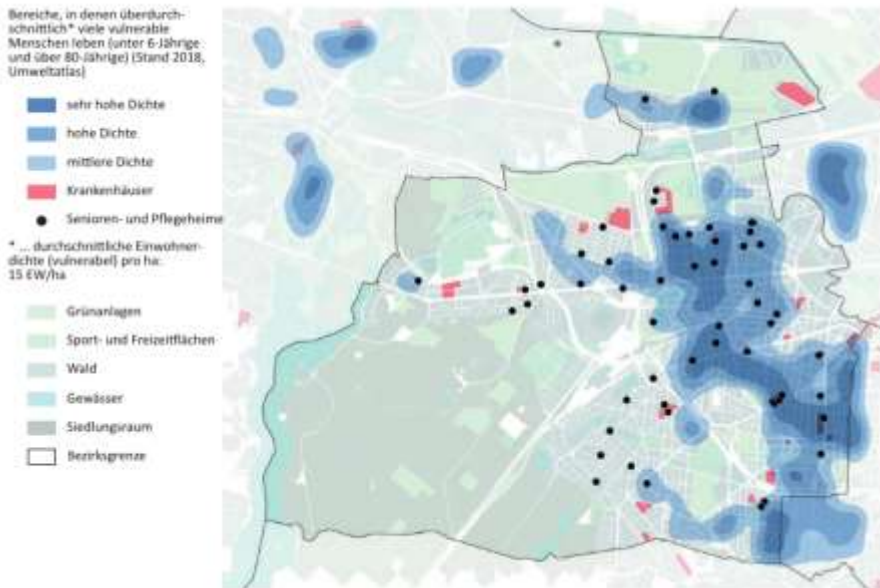 Bereiche, in denen überdurch-
schnittlich* viele vulnerable
Menschen leben (unter 6-Jährige
und über 80-Jährige) (Stand 2018,
Umweltatlas)
sehr hohe Dichte
hohe Dichte
mittlere Dichte
Krankenhäuser
Senioren- und Pflegeheime
* ... durchschnittliche Einwohner-
dichte (vulnerabel) pro ha:
15 EW/ha
Grünanlagen
Sport- und Freizeitflächen
Wald
Gewässer
Siedlungsraum
Bezirksgrenze